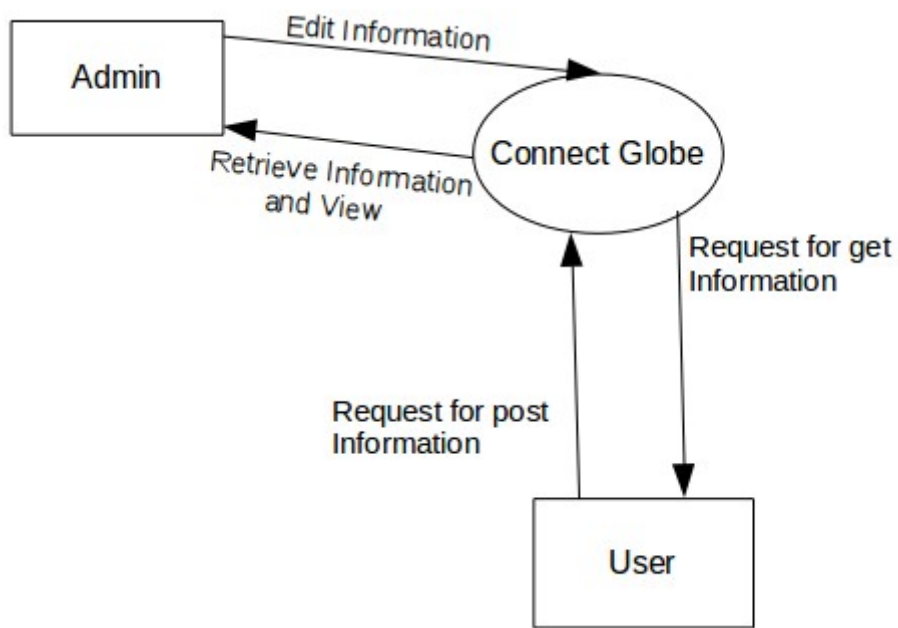 Edit Information
Admin
Connect Globe
Retrieve Information
and View
Request for get
Information
Request for post
Information
User